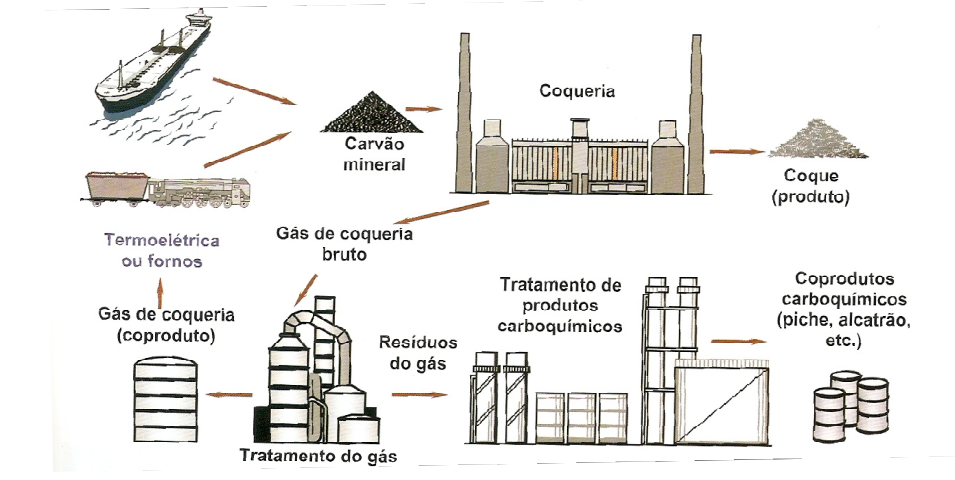 Coqueria
Carvão
mineral
Coque
(produto)
Gás de coqueria
bruto
Termoelétrica
ou fornos
Gás de coqueria
(coproduto)
Resíduos
do gás
Tratamento de
produtos
carboquímicos
Coprodutos
carboquímicos
(piche, alcatrão,
etc.)
Tratamento do gás